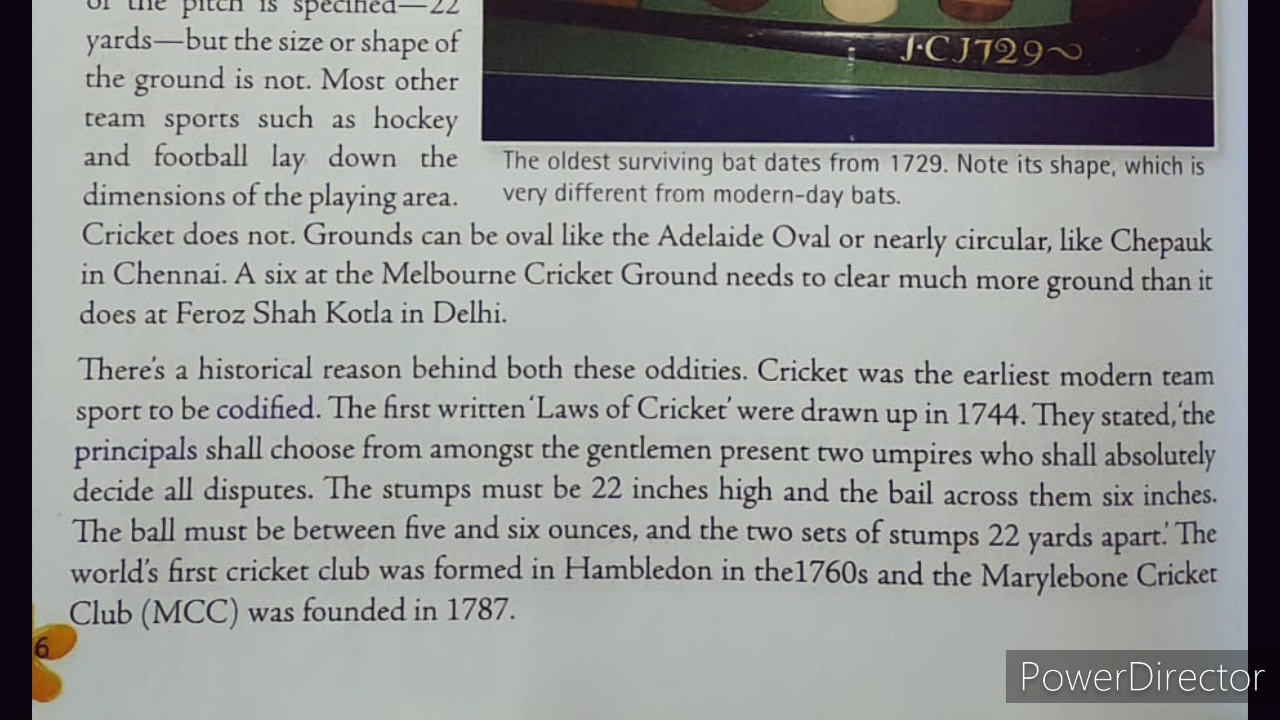 of the pitch is specified—22
yards—but the size or shape of
the ground is not. Most other
team sports such as hockey
and football lay down the
dimensions of the playing area.
J·C J729~
The oldest surviving bat dates from 1729. Note its shape, which is
very different from modern-day bats.
Cricket does not. Grounds can be oval like the Adelaide Oval or nearly circular, like Chepauk
in Chennai. A six at the Melbourne Cricket Ground needs to clear much more ground than it
does at Feroz Shah Kotla in Delhi.
There's a historical reason behind both these oddities. Cricket was the earliest modern team
sport to be codified. The first written 'Laws of Cricket' were drawn up in 1744. They stated, 'the
principals shall choose from amongst the gentlemen present two umpires who shall absolutely
decide all disputes. The stumps must be 22 inches high and the bail across them six inches.
The ball must be between five and six ounces, and the two sets of stumps 22 yards apart.' The
world's first cricket club was formed in Hambledon in the1760s and the Marylebone Cricket
Club (MCC) was founded in 1787.
6
PowerDirector